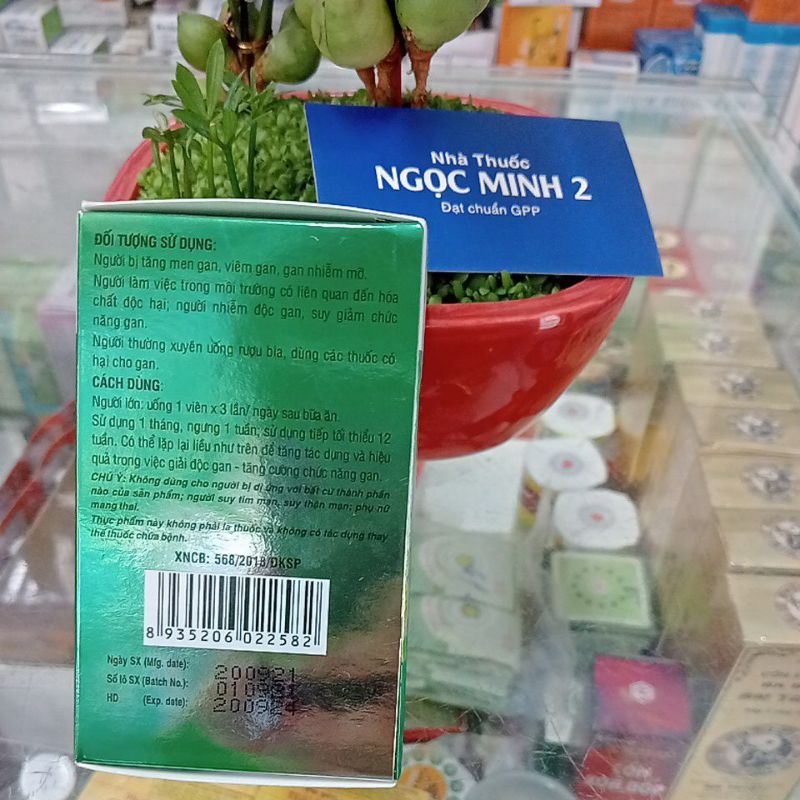 Nhà Thuốc
NGỌC MINH 2
Đạt chuẩn GPP
ĐỐI TƯỢNG SỬ DỤNG:
Người bị tăng men gan, viêm gan, gan nhiễm mỡ.
Người làm việc trong môi trường có liên quan đến hóa
chất độc hại; người nhiễm độc gan, suy giảm chức
năng gan.
Người thường xuyên uống rượu bia, dùng các thuốc có
hại cho gan.
CÁCH DÙNG:
Người lớn: uống 1 viên x 3 lần/ ngày sau bữa ăn.
Sử dụng 1 tháng, ngưng 1 tuần; sử dụng tiếp tối thiểu 12
tuần. Có thể lặp lại liều như trên để tăng tác dụng và hiệu
quả trong việc giải độc gan - tăng cường chức năng gan.
CHÚ Ý: Không dùng cho người bị dị ứng với bất cứ thành phần
nào của sản phẩm; người suy tim mạn, suy thận mạn; phụ nữ
mang thai.
Thực phẩm này không phải là thuốc và không có tác dụng thay
thế thuốc chữa bệnh.
XNCB: 568/2018/ĐKSP
8 935206 022582
Ngày SX (Mfg. date): 200921
Số lô SX (Batch No.): 010921
HD (Exp. date): 200924